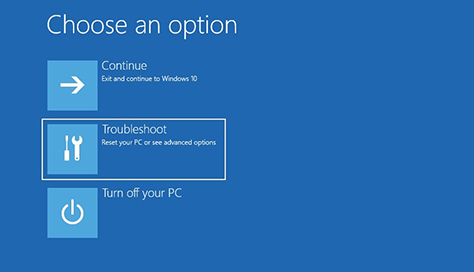 Choose an option
Continue
Exit and continue to Windows 10
Troubleshoot
Reset your PC or see advanced options
Turn off your PC